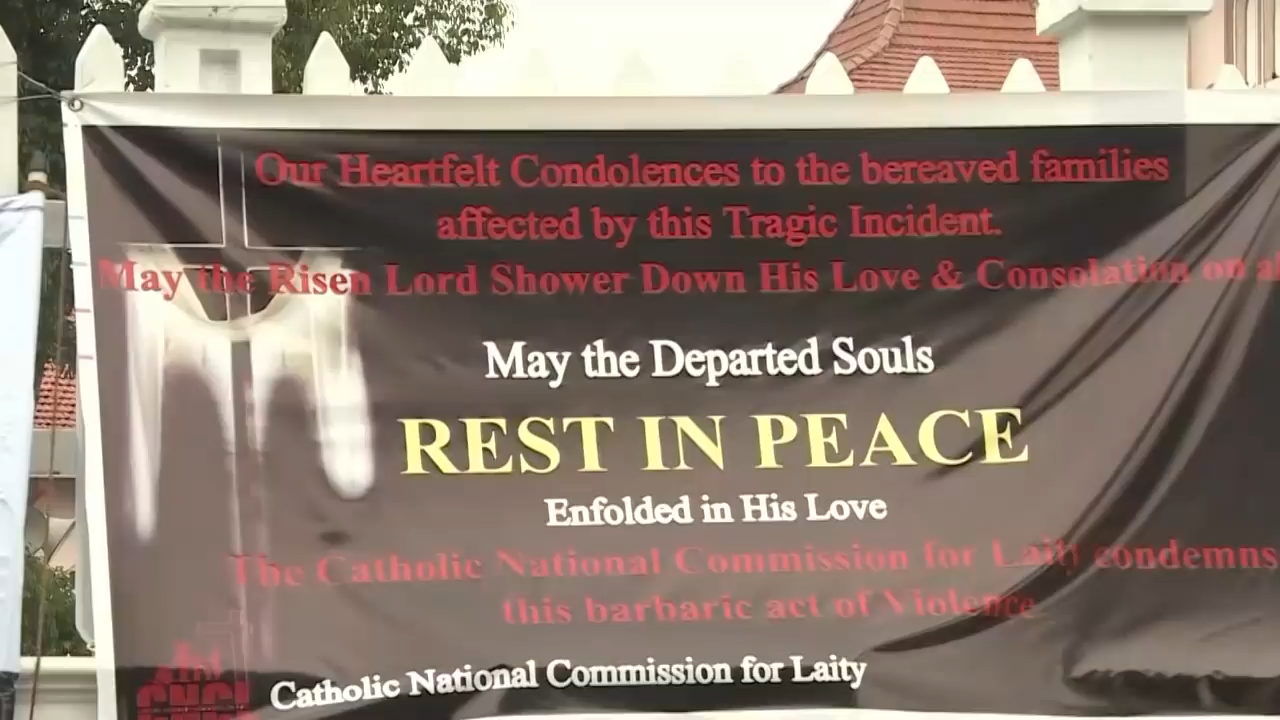 Our Heartfelt Condolences to the bereaved families
affected by this Tragic Incident.
May the Risen Lord Shower Down His Love & Consolation on
May the Departed Souls
REST IN PEACE
Enfolded in His Love
The Catholic National Commission for Laity condemns
this barbaric act of Violence
Catholic National Commission for Laity